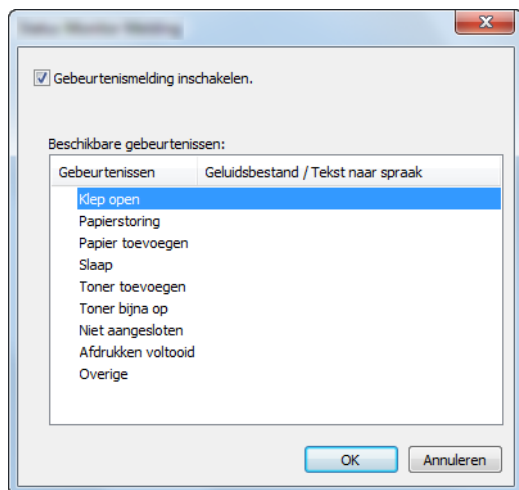 Gebeurtenismelding inschakelen.
Beschikbare gebeurtenissen:
Gebeurtenissen Geluidsbestand / Tekst naar spraak
Klep open
Papierstoring
Papier toevoegen
Slaap
Toner toevoegen
Toner bijna op
Niet aangesloten
Afdrukken voltooid
Overige
OK Annuleren